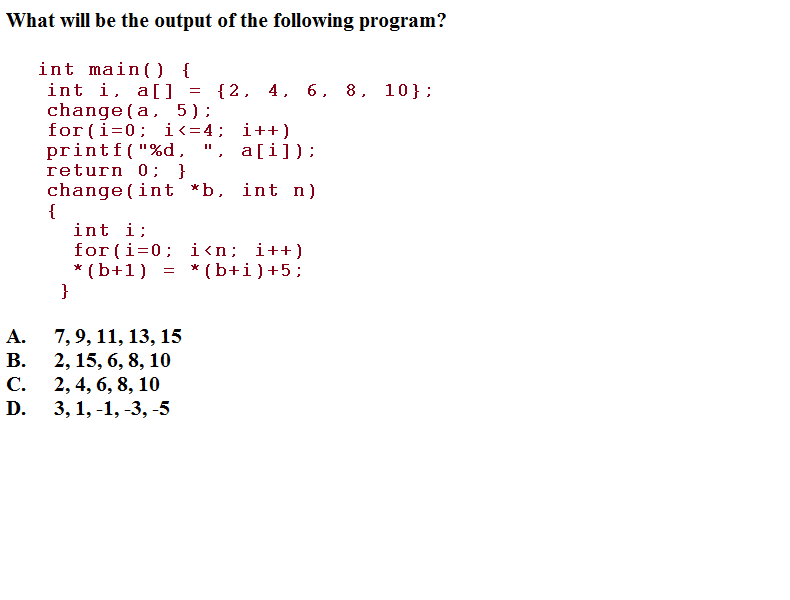 What will be the output of the following program?
int main() {
int i, a[] = {2, 4, 6, 8, 10};
change(a, 5);
for(i=0; i<=4; i++)
printf("%d, ", a[i]);
return 0; }
change(int *b, int n)
{
int i;
for(i=0; i<n; i++)
*(b+1) = *(b+i)+5;
}
A. 7, 9, 11, 13, 15
B. 2, 15, 6, 8, 10
C. 2, 4, 6, 8, 10
D. 3, 1, -1, -3, -5